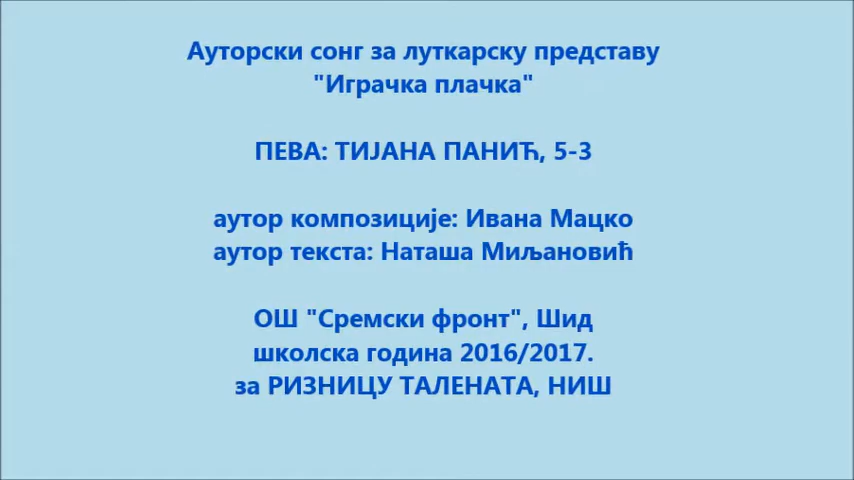 Ауторски сонг за луткарску представу
"Играчка плачка"
ПЕВА: ТИЈАНА ПАНИЋ, 5-3
аутор композиције: Ивана Мацко
аутор текста: Наташа Миљановић
ОШ "Сремски фронт", Шид
школска година 2016/2017.
за РИЗНИЦУ ТАЛЕНАТА, НИШ